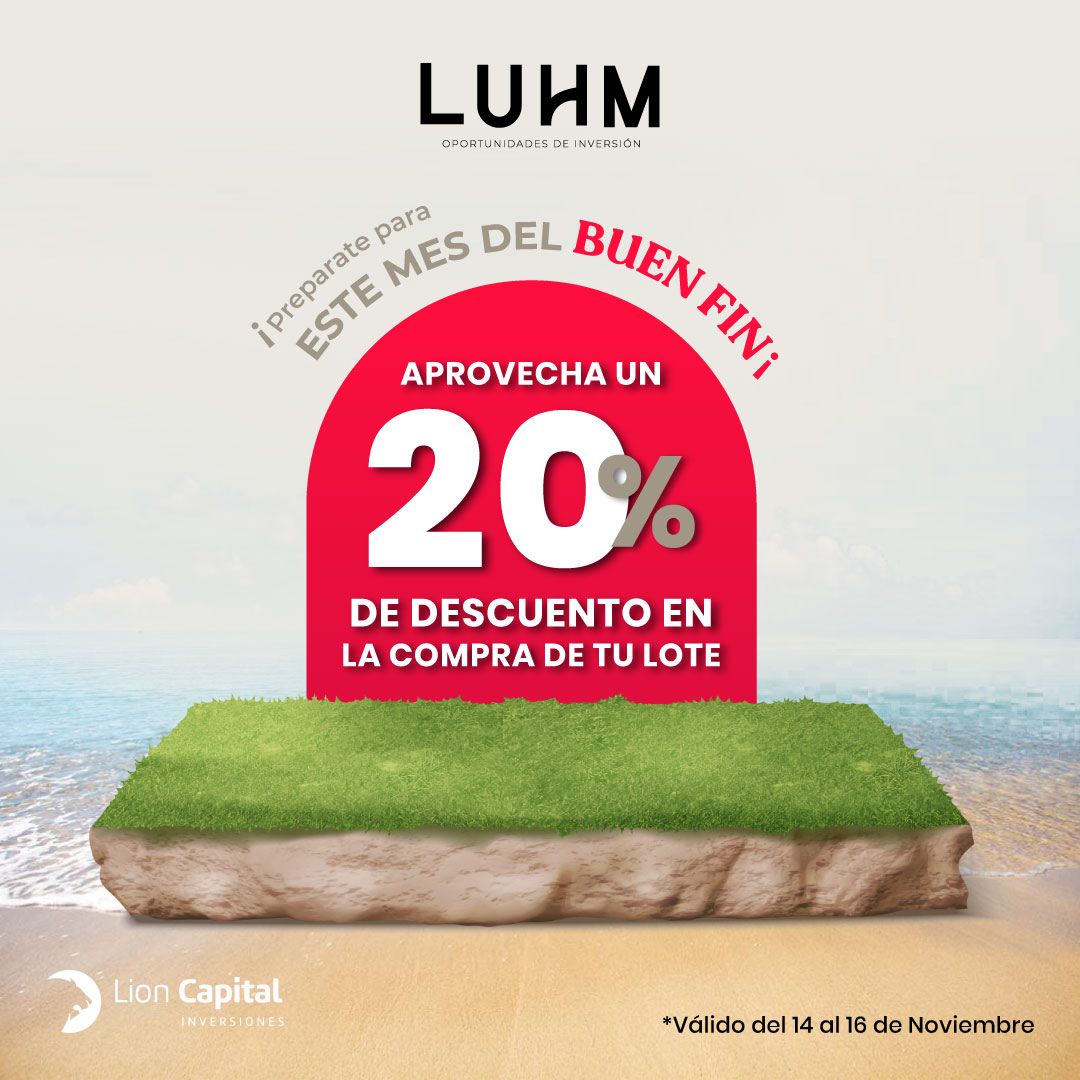 LUHM
OPORTUNIDADES DE INVERSIÓN
¡Preparate para
ESTE MES DEL BUEN FIN¡
APROVECHA UN
20%
DE DESCUENTO EN
LA COMPRA DE TU LOTE
Lion Capital
INVERSIONES
*Válido del 14 al 16 de Noviembre